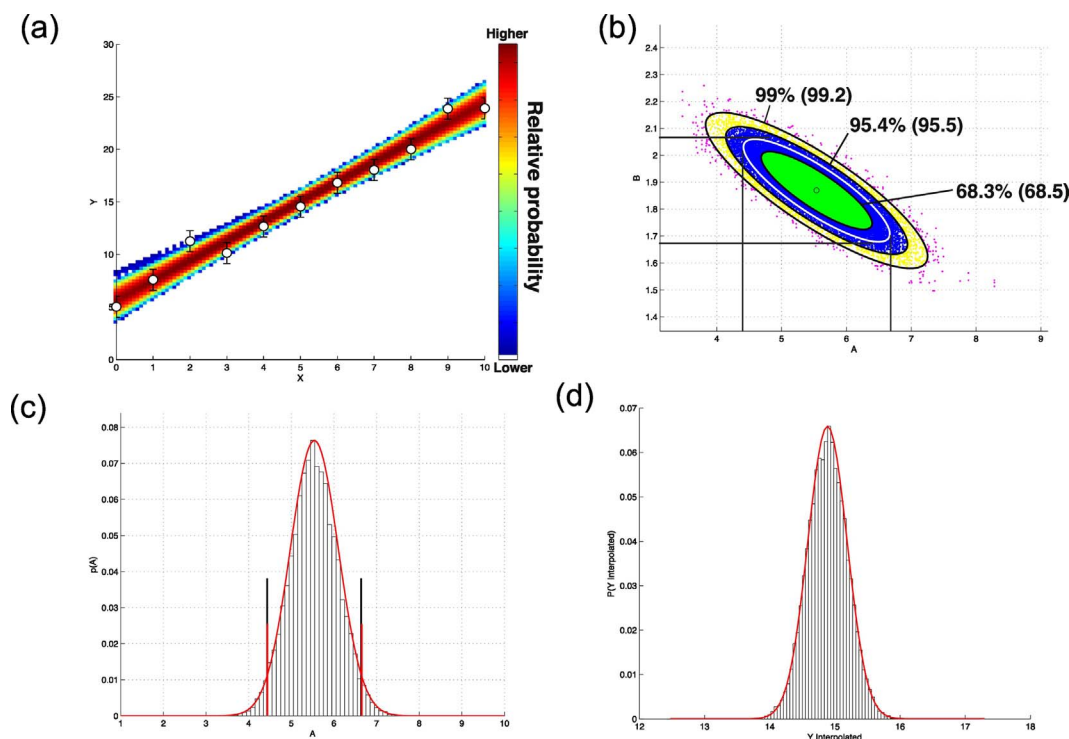 (a)
Higher
Relative probability
Lower
30
25
20
15
10
5
0
Y
0 1 2 3 4 5 6 7 8 9 10
X
(b)
2.4
2.3
2.2
2.1
2
1.9
1.8
1.7
1.6
1.5
1.4
B
99% (99.2)
95.4% (95.5)
68.3% (68.5)
4 5 6 7 8 9
A
(c)
0.08
0.07
0.06
0.05
0.04
0.03
0.02
0.01
0
p(A)
1 2 3 4 5 6 7 8 9 10
A
(d)
0.07
0.06
0.05
0.04
0.03
0.02
0.01
0
P(Y Interpolated)
12 13 14 15 16 17 18
Y Interpolated